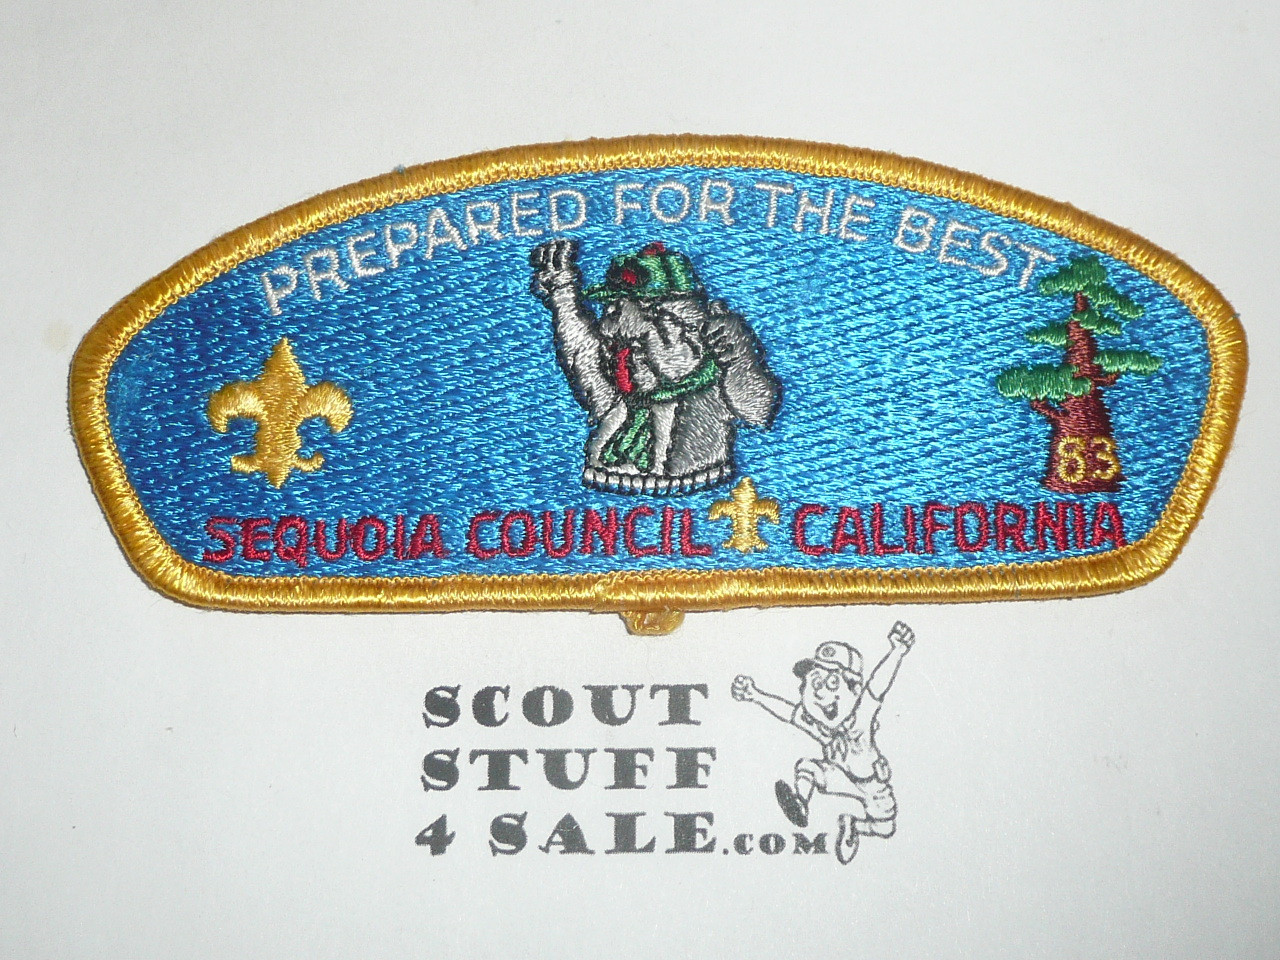 PREPARED FOR THE BEST
83
SEQUOIA COUNCIL CALIFORNIA
SCOUT
STUFF
4 SALE.COM